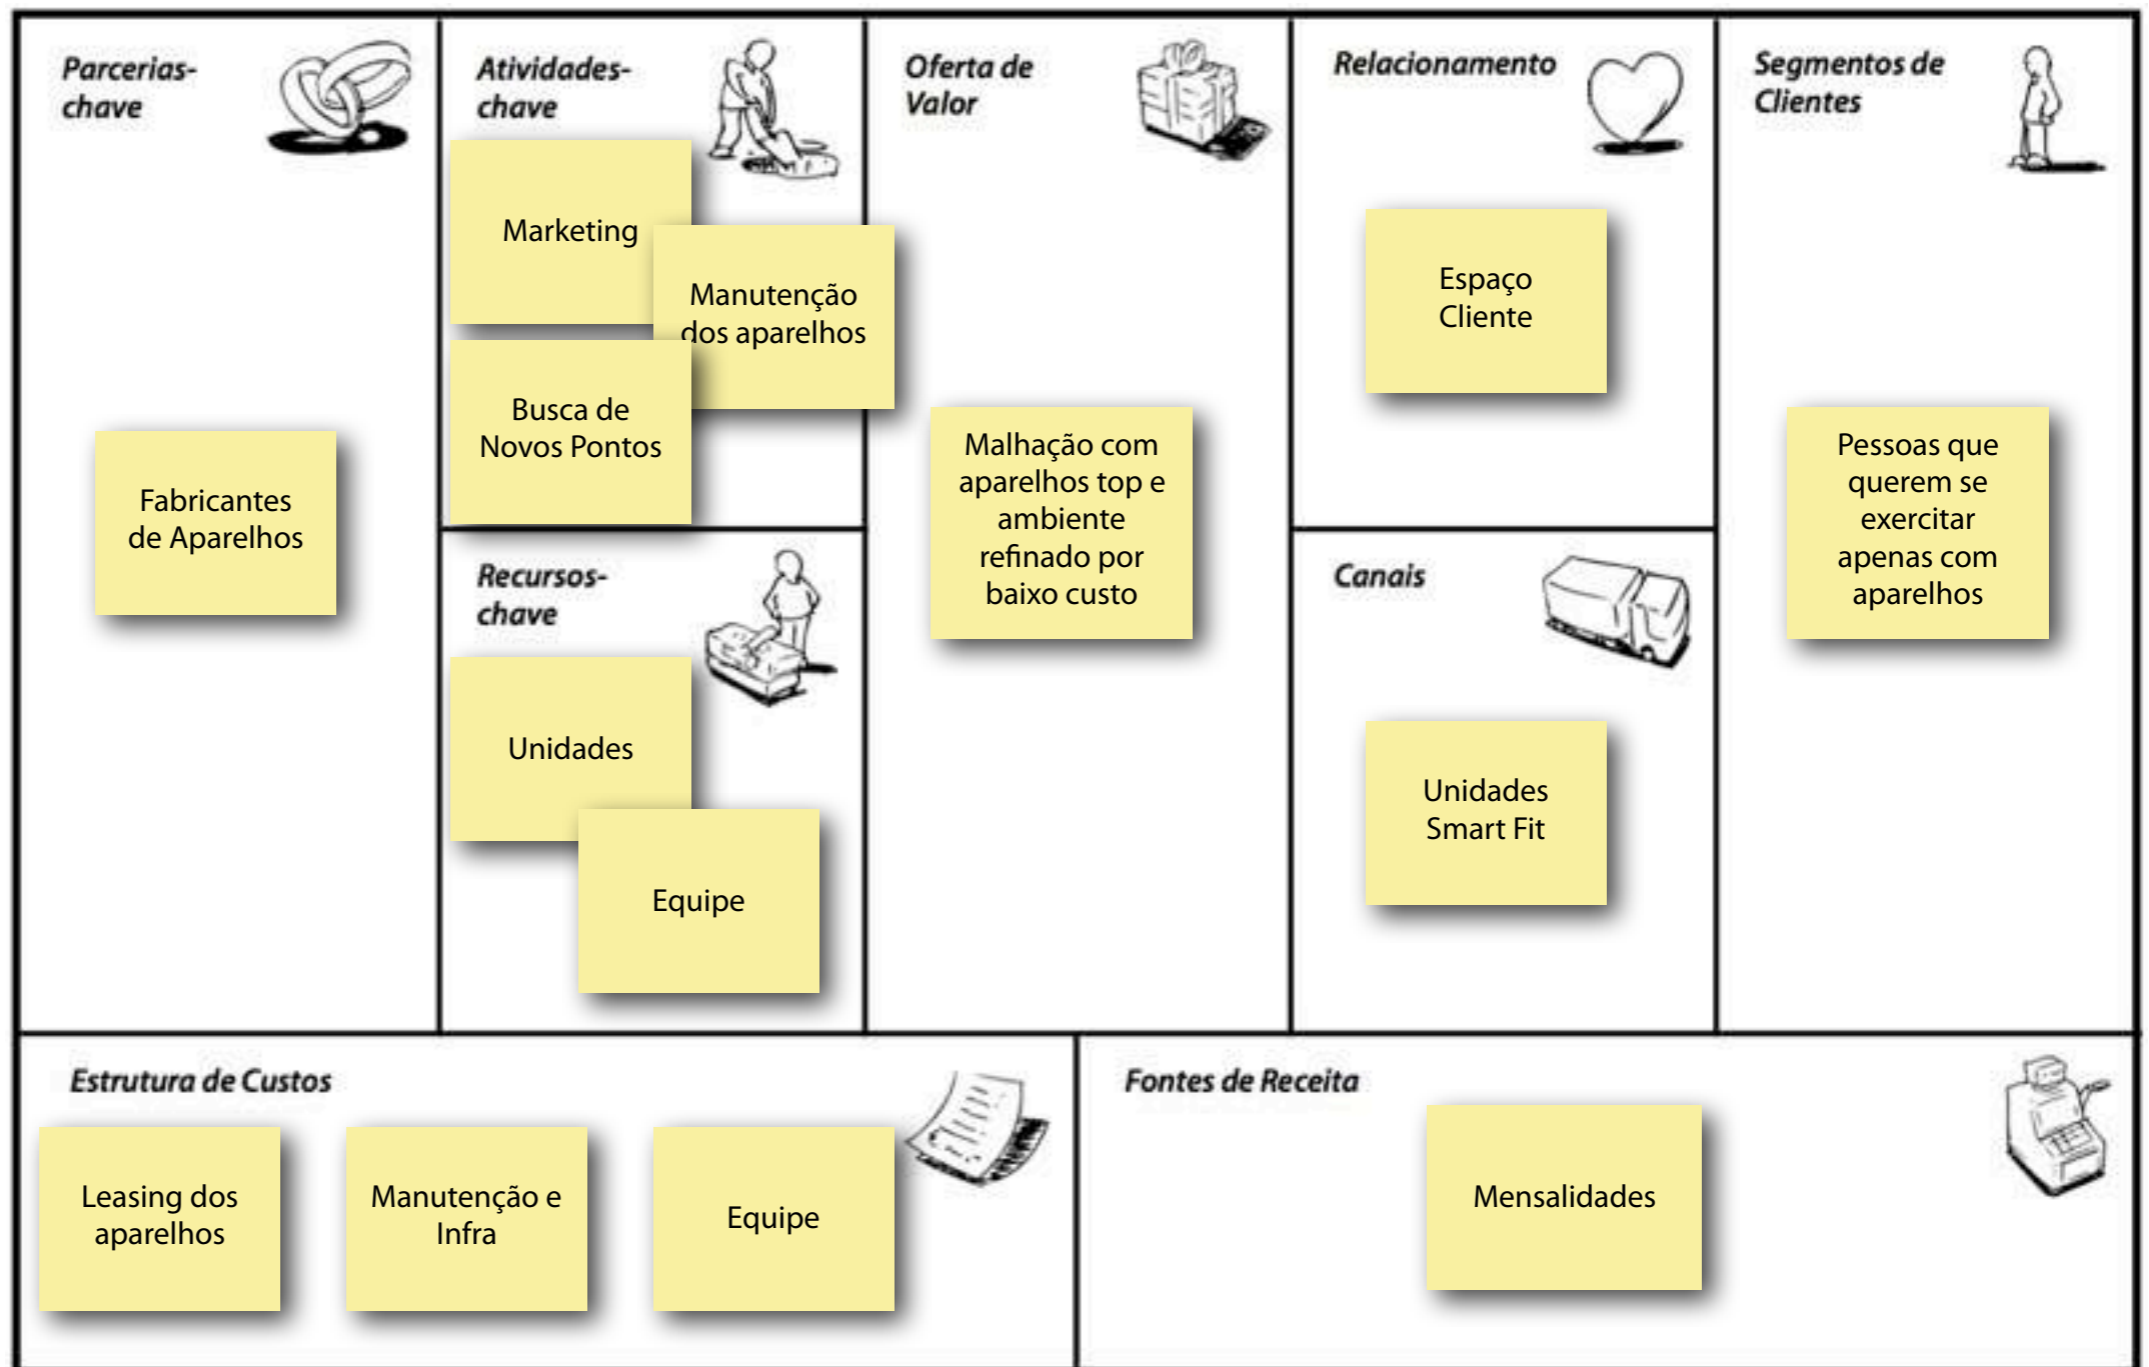 Parcerias-
chave
Fabricantes
de Aparelhos
Atividades-
chave
Marketing
Manutenção
dos aparelhos
Busca de
Novos Pontos
Recursos-
chave
Unidades
Equipe
Oferta de
Valor
Malhação com
aparelhos top e
ambiente
refinado por
baixo custo
Relacionamento
Espaço
Cliente
Canais
Unidades
Smart Fit
Segmentos de
Clientes
Pessoas que
querem se
exercitar
apenas com
aparelhos
Estrutura de Custos
Leasing dos
aparelhos
Manutenção e
Infra
Equipe
Fontes de Receita
Mensalidades